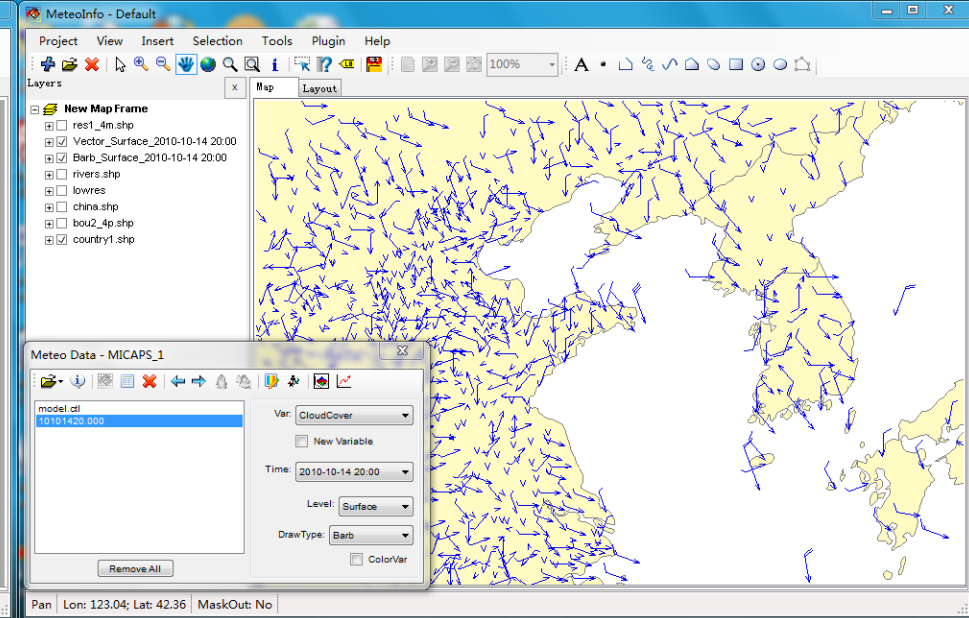 MeteoInfo - Default
Project View Insert Selection Tools Plugin Help
100%
Layers
x
Map Layout
New Map Frame
res1_4m.shp
Vector_Surface_2010-10-14 20:00
Barb_Surface_2010-10-14 20:00
rivers.shp
lowres
china.shp
bou2_4p.shp
country1.shp
Meteo Data - MICAPS_1
model.ctl
10101420.000
Var: CloudCover
New Variable
Time: 2010-10-14 20:00
Level: Surface
DrawType: Barb
ColorVar
Remove All
Pan Lon: 123.04; Lat: 42.36 MaskOut: No